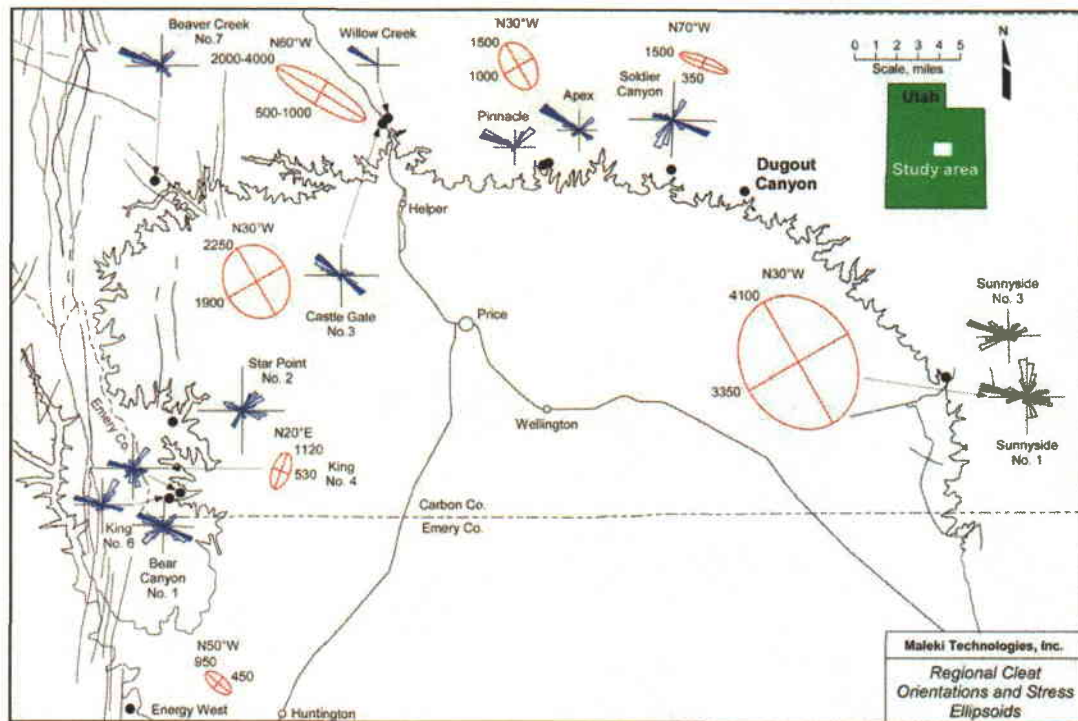 Beaver Creek
No.7
2000-4000
N60°W
500-1000
Willow Creek
N30°W
1500
1000
Pinnacle
Apex
Soldier
Canyon
N70°W
1500
350
0 1 2 3 4 5
Scale, miles
N
Utah
Study area
Dugout
Canyon
Helper
N30°W
2250
1900
Castle Gate
No.3
Price
N30°W
4100
3350
Sunnyside
No. 3
Sunnyside
No. 1
Star Point
No. 2
Emery Co.
N20°E
1120
530
King
No. 4
Wellington
King
No. 6
Bear
Canyon
No. 1
Carbon Co.
Emery Co.
N50°W
950
450
Energy West
Huntington
Maleki Technologies, Inc.
Regional Cleat
Orientations and Stress
Ellipsoids